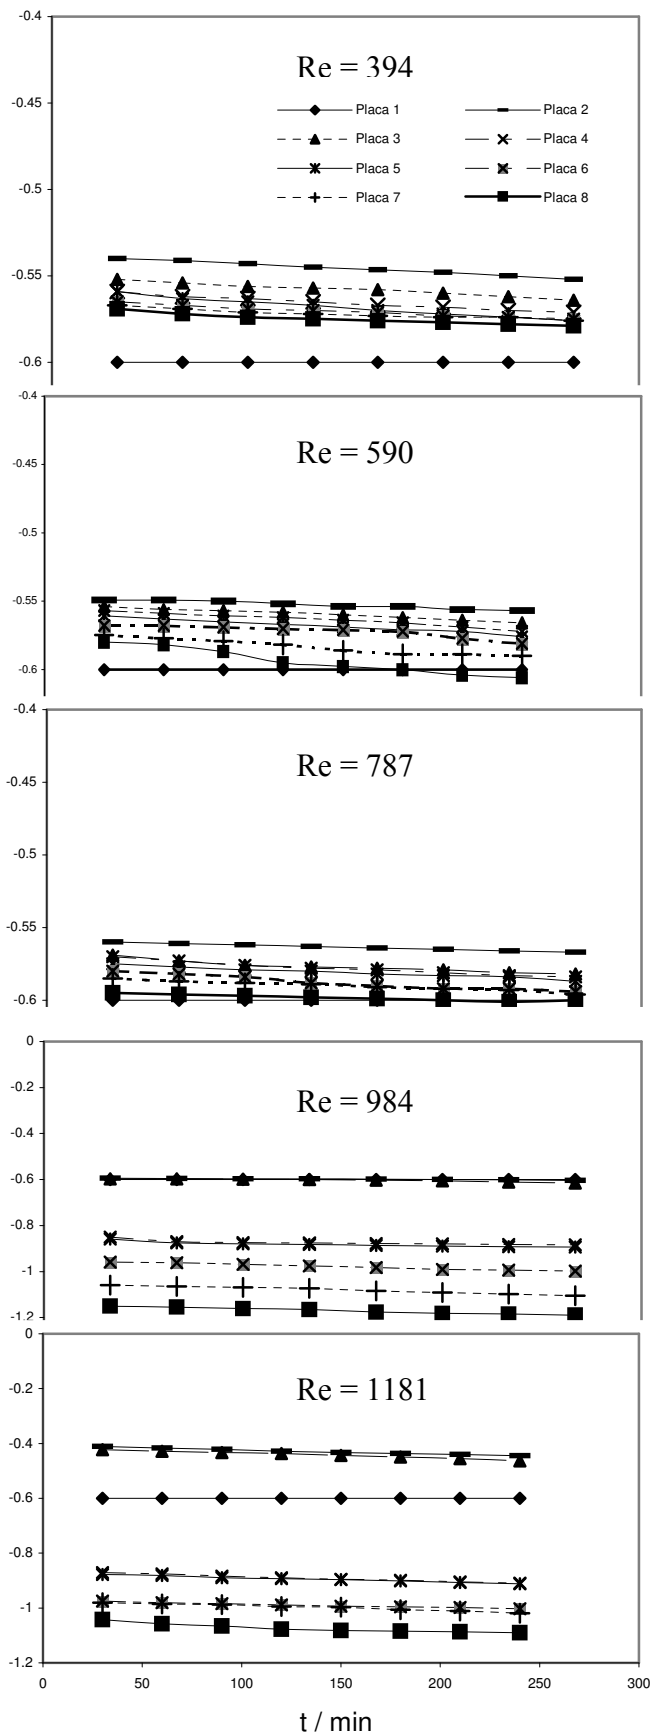 -0.4
Re = 394
-0.45
Placa 1 Placa 2
Placa 3 Placa 4
Placa 5 Placa 6
-0.5
Placa 7 Placa 8
-0.55
-0.6
-0.4
Re = 590
-0.45
-0.5
-0.55
-0.6
-0.4
Re = 787
-0.45
-0.5
-0.55
-0.6
0
-0.2
Re = 984
-0.4
-0.6
-0.8
-1
-1.2
0
-0.2
Re = 1181
-0.4
-0.6
-0.8
-1
-1.2
0 50 100 150 200 250 300
t / min